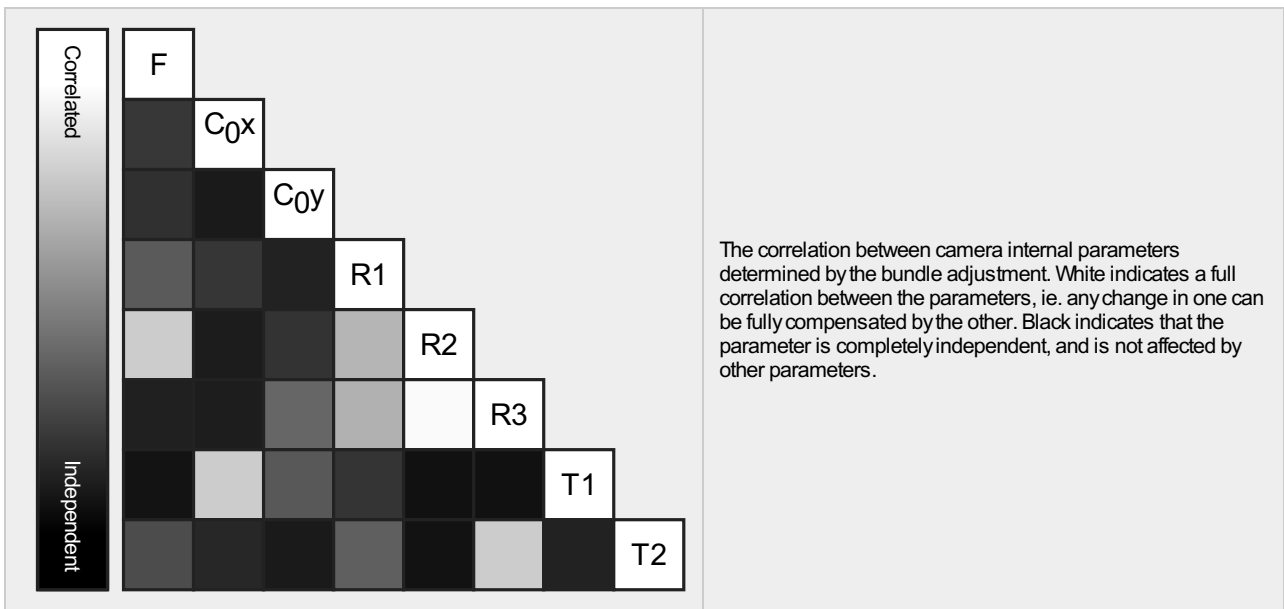 Correlated
Independent
F
C0x
C0y
R1
R2
R3
T1
T2
The correlation between camera internal parameters
determined by the bundle adjustment. White indicates a full
correlation between the parameters, ie. any change in one can
be fully compensated by the other. Black indicates that the
parameter is completely independent, and is not affected by
other parameters.